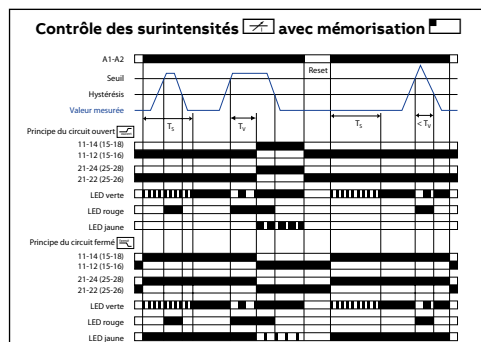 Contrôle des surintensités avec mémorisation
A1-A2
Reset
Seuil
Hystérésis
Valeur mesurée
Ts Tv Ts < Tv
Principe du circuit ouvert
11-14 (15-18)
11-12 (15-16)
21-24 (25-28)
21-22 (25-26)
LED verte
LED rouge
LED jaune
Principe du circuit fermé
11-14 (15-18)
11-12 (15-16)
21-24 (25-28)
21-22 (25-26)
LED verte
LED rouge
LED jaune